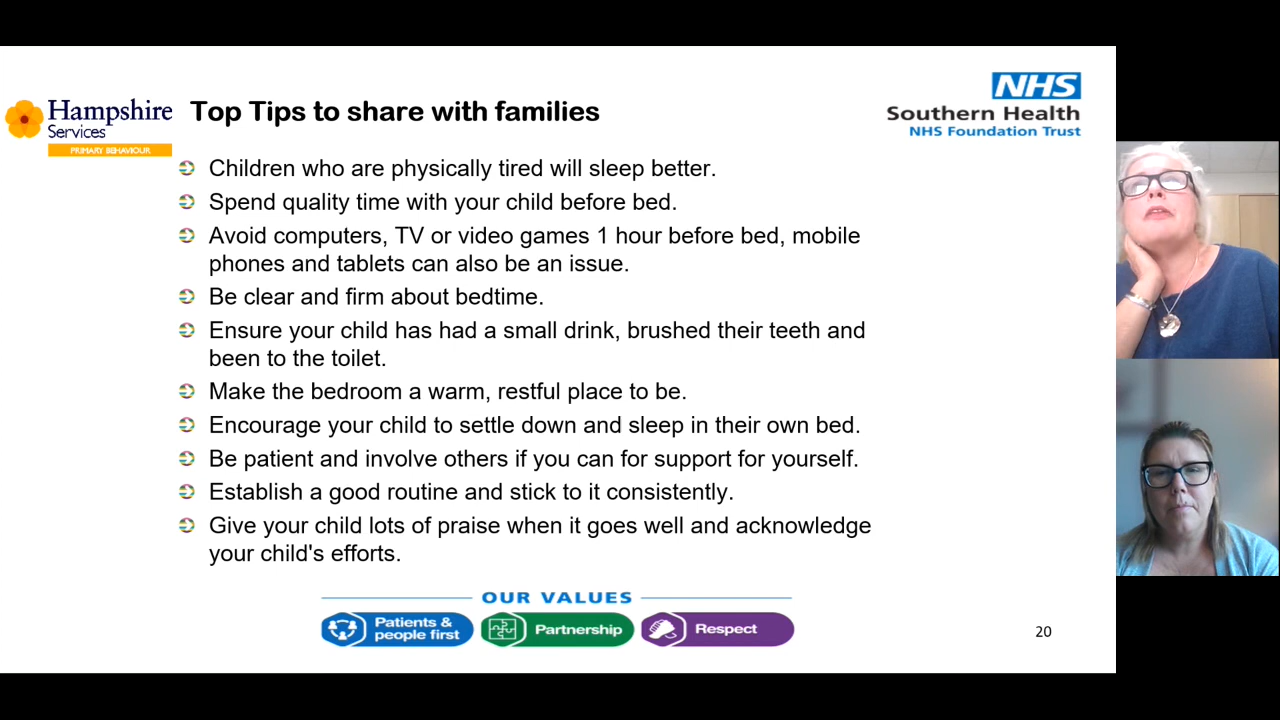 Hampshire
Services
PRIMARY BEHAVIOUR
Top Tips to share with families
NHS
Southern Health
NHS Foundation Trust
Children who are physically tired will sleep better.
Spend quality time with your child before bed.
Avoid computers, TV or video games 1 hour before bed, mobile
phones and tablets can also be an issue.
Be clear and firm about bedtime.
Ensure your child has had a small drink, brushed their teeth and
been to the toilet.
Make the bedroom a warm, restful place to be.
Encourage your child to settle down and sleep in their own bed.
Be patient and involve others if you can for support for yourself.
Establish a good routine and stick to it consistently.
Give your child lots of praise when it goes well and acknowledge
your child's efforts.
OUR VALUES
Patients &
people first
Partnership
Respect
20